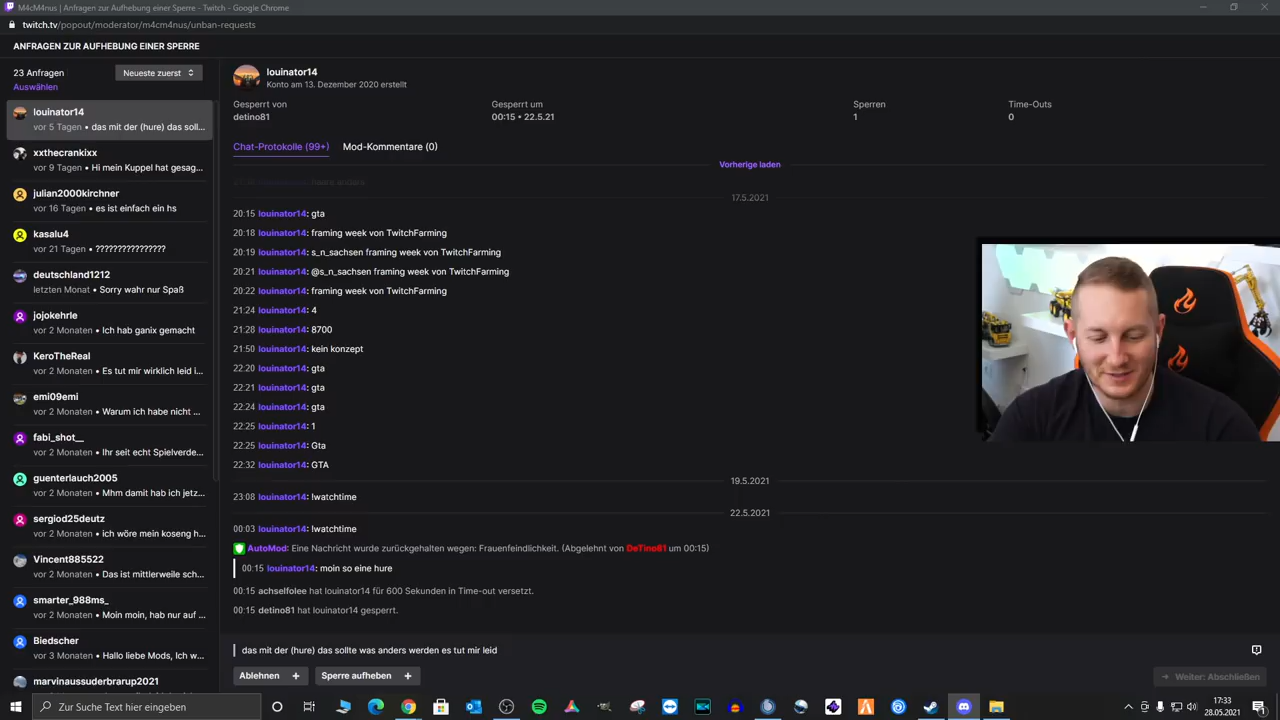 M4cM4nus | Anfragen zur Aufhebung einer Sperre - Twitch - Google Chrome
twitch.tv/popout/moderator/m4cm4nus/unban-requests
ANFRAGEN ZUR AUFHEBUNG EINER SPERRE
23 Anfragen
Neueste zuerst
Auswählen
louinator14
vor 5 Tagen • das mit der (hure) das soll...
xxthecrankixx
vor 9 Tagen • Hi mein Kuppel hat gesag...
julian2000kirchner
vor 16 Tagen • es ist einfach ein hs
kasalu4
vor 21 Tagen • ????????????????
deutschland1212
letzten Monat • Sorry wahr nur Spaß
jojokehrle
vor 2 Monaten • Ich hab ganix gemacht
KeroTheReal
vor 2 Monaten • Es tut mir wirklich leid i...
emi09emi
vor 2 Monaten • Warum ich habe nicht ...
fabi_shot__
vor 2 Monaten • Ihr seit echt Spielverde...
guenterlauch2005
vor 2 Monaten • Mhm damit hab ich jetz...
sergiod25deutz
vor 2 Monaten • ich wöre mein koseng h...
Vincent885522
vor 2 Monaten • Das ist mittlerweile sch...
smarter_988ms_
vor 2 Monaten • Moin moin, hab nur auf ...
Biedscher
vor 3 Monaten • Hallo liebe Mods, Ich w...
marvinaussuderbrarup2021
louinator14
Konto am 13. Dezember 2020 erstellt
Gesperrt von
detino81
Gesperrt um
00:15 • 22.5.21
Sperren
1
Time-Outs
0
Chat-Protokolle (99+)
Mod-Kommentare (0)
Vorherige laden
17.5.2021
20:15 louinator14: gta
20:18 louinator14: framing week von TwitchFarming
20:19 louinator14: s_n_sachsen framing week von TwitchFarming
20:21 louinator14: @s_n_sachsen framing week von TwitchFarming
20:22 louinator14: framing week von TwitchFarming
21:24 louinator14: 4
21:28 louinator14: 8700
21:50 louinator14: kein konzept
22:20 louinator14: gta
22:21 louinator14: gta
22:24 louinator14: gta
22:25 louinator14: 1
22:25 louinator14: Gta
22:32 louinator14: GTA
19.5.2021
23:08 louinator14: !watchtime
22.5.2021
00:03 louinator14: !watchtime
AutoMod: Eine Nachricht wurde zurückgehalten wegen: Frauenfeindlichkeit. (Abgelehnt von DeTino81 um 00:15)
00:15 louinator14: moin so eine hure
00:15 achselfolee hat louinator14 für 600 Sekunden in Time-out versetzt.
00:15 detino81 hat louinator14 gesperrt.
das mit der (hure) das sollte was anders werden es tut mir leid
Ablehnen +
Sperre aufheben +
Weiter: Abschließen
Zur Suche Text hier eingeben
17:33
28.05.2021